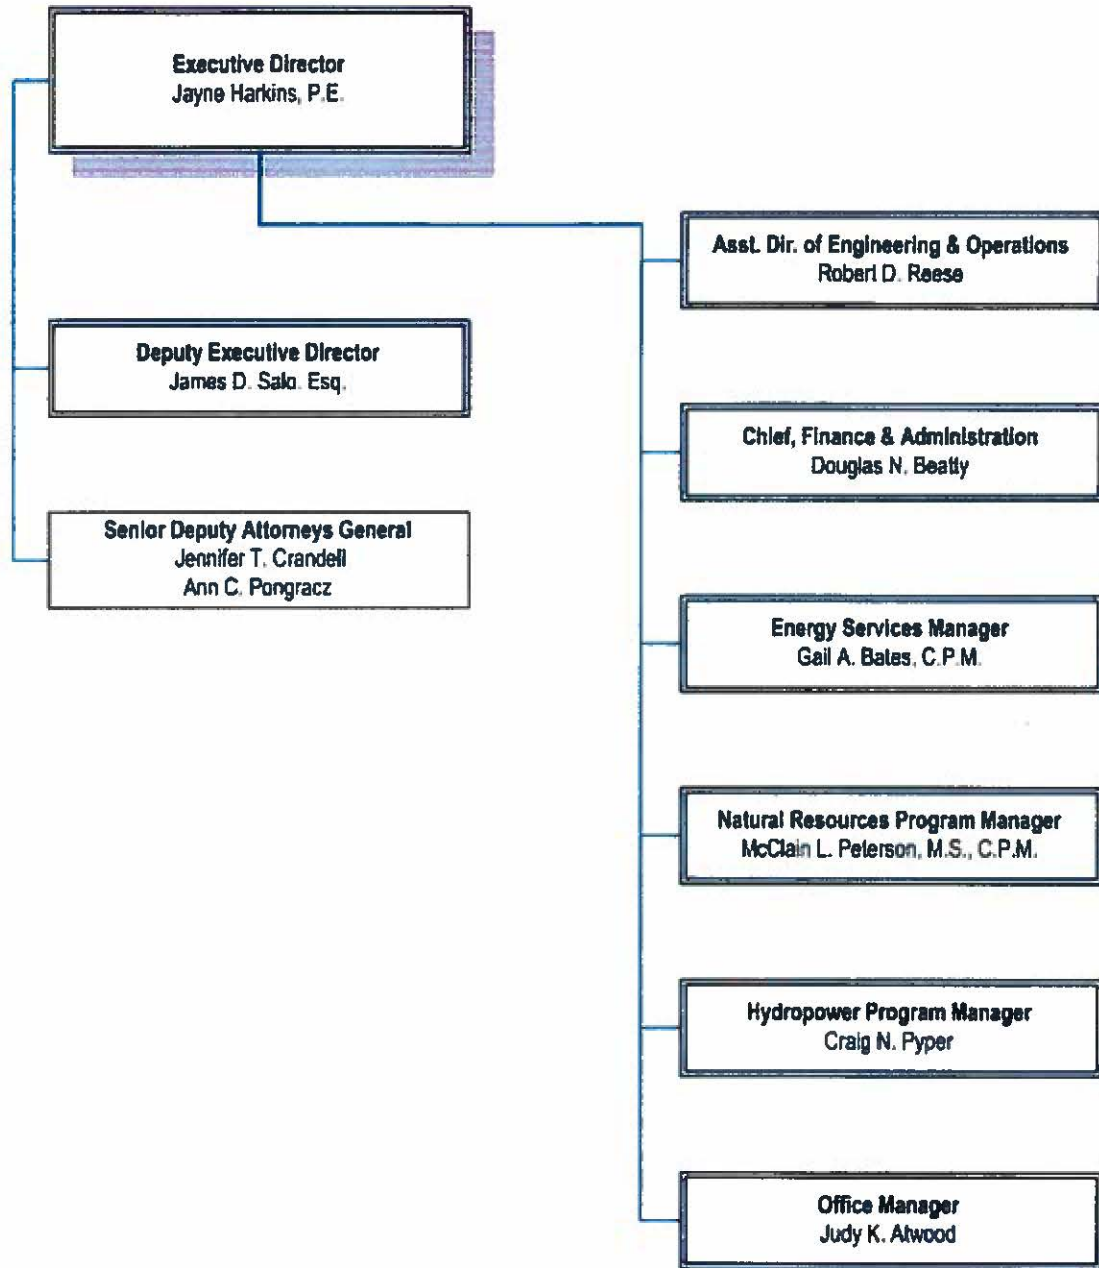 Executive Director
Jayne Harkins, P.E.
Deputy Executive Director
James D. Salo. Esq.
Senior Deputy Attorneys General
Jennifer T. Crandell
Ann C. Pongracz
Asst. Dir. of Engineering & Operations
Robert D. Reese
Chief, Finance & Administration
Douglas N. Beatty
Energy Services Manager
Gail A. Bates, C.P.M.
Natural Resources Program Manager
McClain L. Peterson, M.S., C.P.M.
Hydropower Program Manager
Craig N. Pyper
Office Manager
Judy K. Atwood